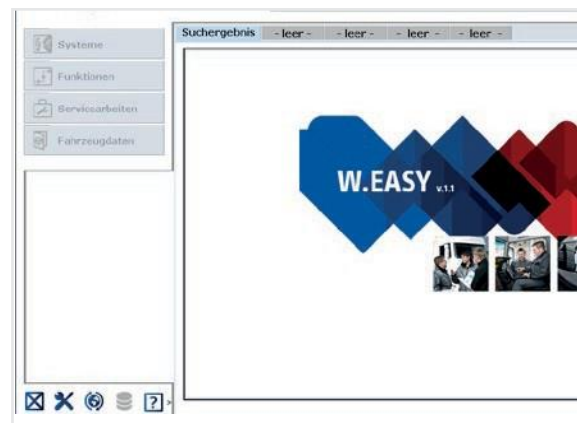 Suchergebnis - leer - - leer - - leer - - leer -
Systeme
Funktionen
Servicearbeiten
Fahrzeugdaten
W.EASY v.1.1
?